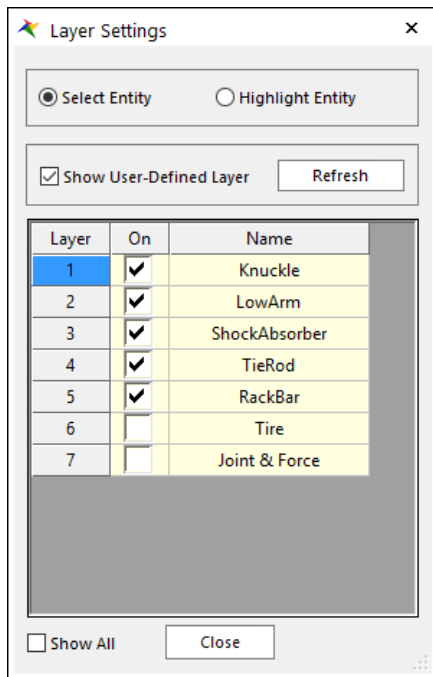 Layer Settings
Select Entity Highlight Entity
Show User-Defined Layer Refresh
Layer On Name
1 Knuckle
2 LowArm
3 ShockAbsorber
4 TieRod
5 RackBar
6 Tire
7 Joint & Force
Show All Close